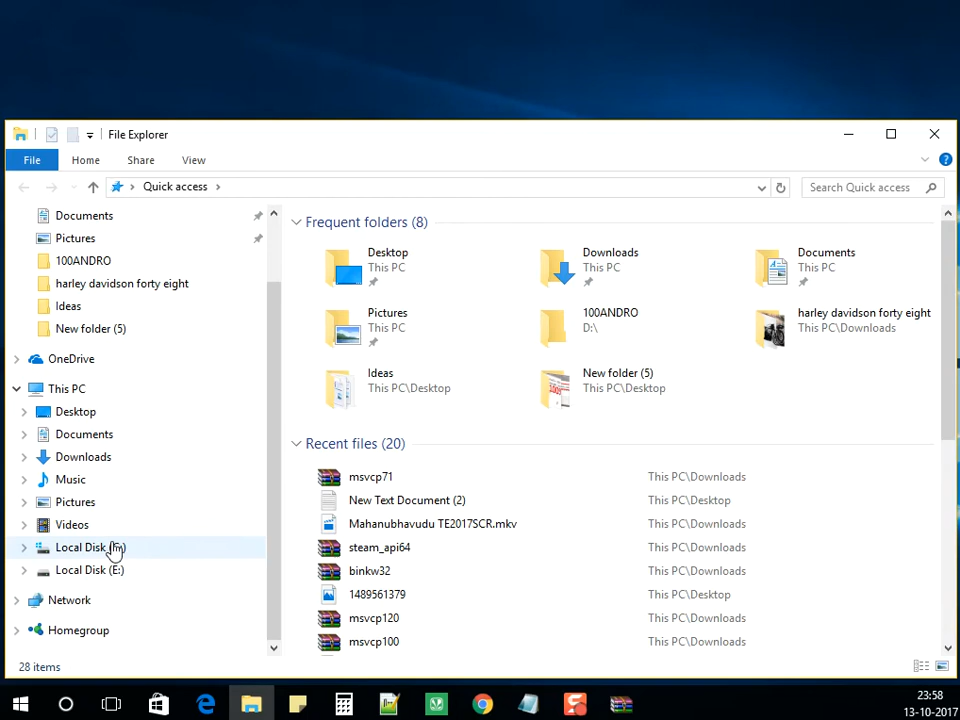 File Explorer
File Home Share View
Quick access
Search Quick access
Documents
Pictures
100ANDRO
harley davidson forty eight
Ideas
New folder (5)
OneDrive
This PC
Desktop
Documents
Downloads
Music
Pictures
Videos
Local Disk
Local Disk (E:)
Network
Homegroup
Frequent folders (8)
Desktop
This PC
Downloads
This PC
Documents
This PC
Pictures
This PC
100ANDRO
D:\
harley davidson forty eight
This PC\Downloads
Ideas
This PC\Desktop
New folder (5)
This PC\Desktop
Recent files (20)
msvcp71 This PC\Downloads
New Text Document (2) This PC\Desktop
Mahanubhavudu TE2017SCR.mkv This PC\Downloads
steam_api64 This PC\Downloads
binkw32 This PC\Downloads
1489561379 This PC\Desktop
msvcp120 This PC\Downloads
msvcp100 This PC\Downloads
28 items
23:58
13-10-2017